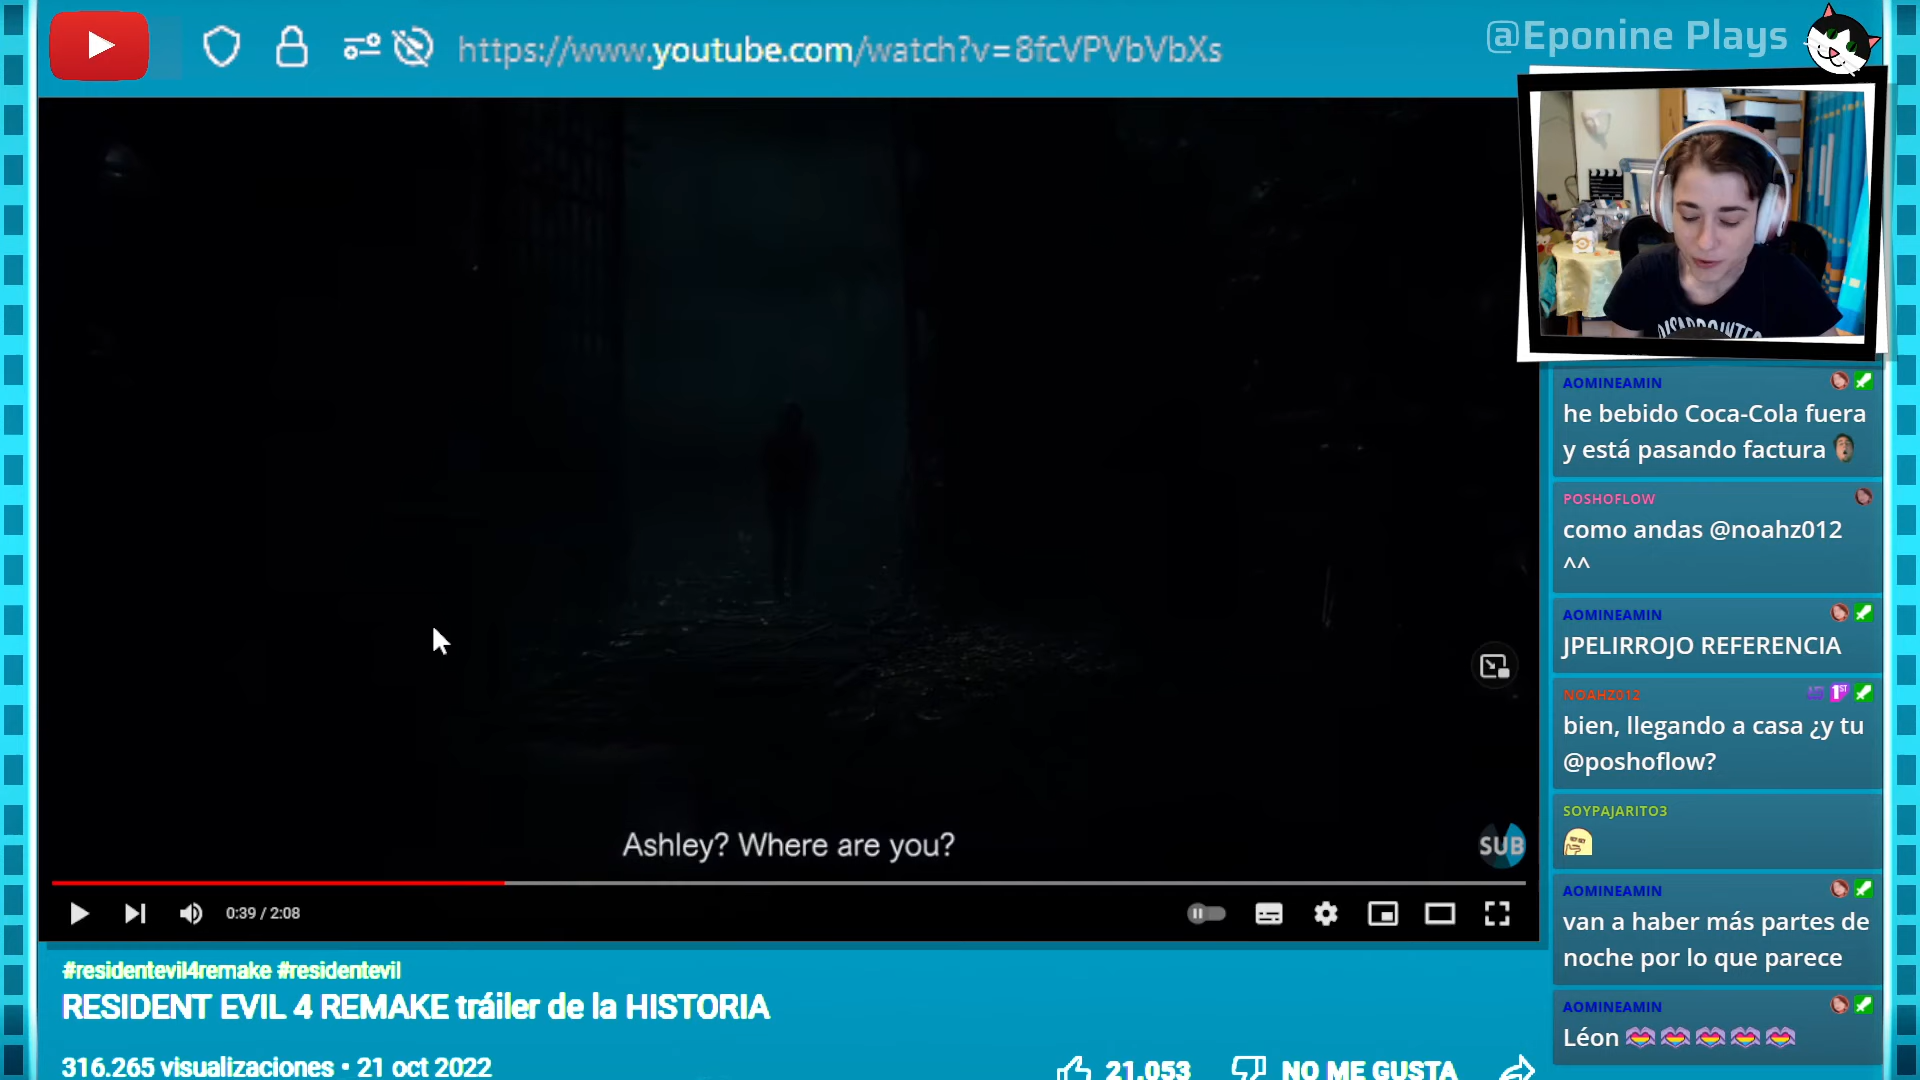 https://www.youtube.com/watch?v=8fcVPVbVbXs
@Eponine Plays
DISAPPOINTED
Ashley? Where are you?
SUB
0:39 / 2:08
#residentevil4remake #residentevil
RESIDENT EVIL 4 REMAKE tráiler de la HISTORIA
316.265 visualizaciones • 21 oct 2022
21.053
NO ME GUSTA
AOMINEAMIN
he bebido Coca-Cola fuera
y está pasando factura
POSHOFLOW
como andas @noahz012
^^
AOMINEAMIN
JPELIRROJO REFERENCIA
NOAHZ012
1ST
bien, llegando a casa ¿y tu
@poshoflow?
SOYPAJARITO3
AOMINEAMIN
van a haber más partes de
noche por lo que parece
AOMINEAMIN
Léon